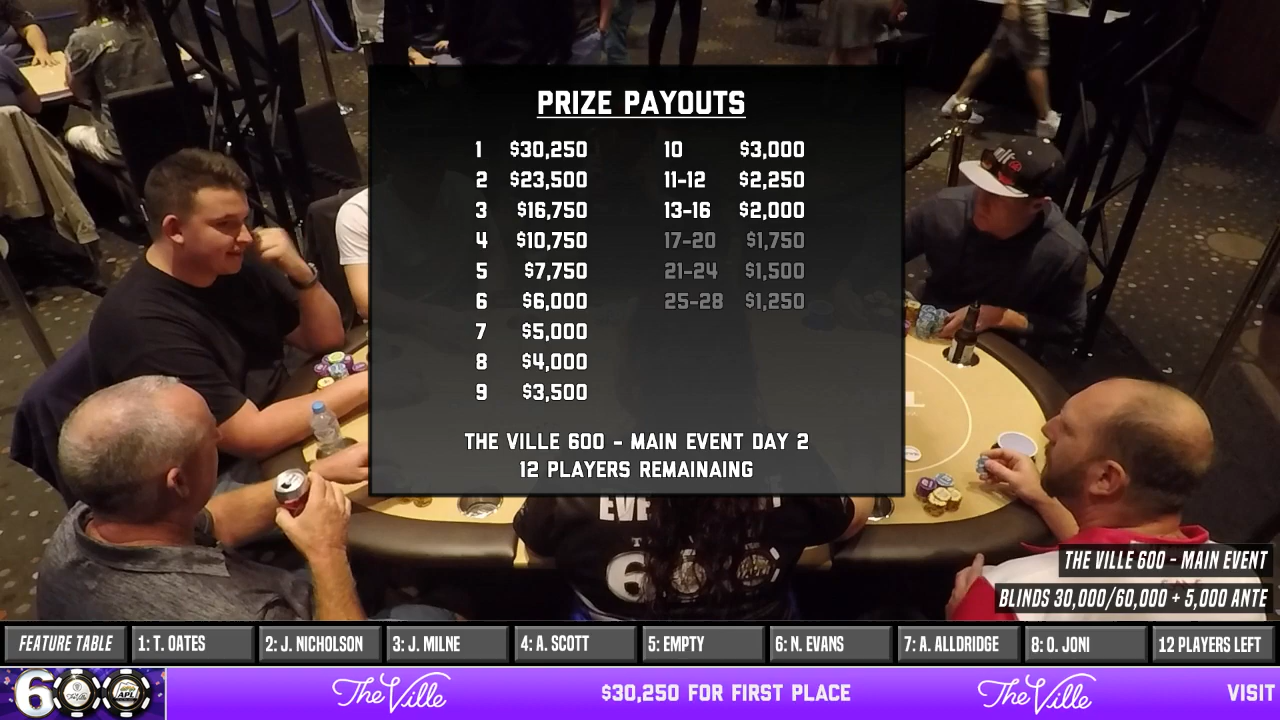 PRIZE PAYOUTS
1 $30,250
2 $23,500
3 $16,750
4 $10,750
5 $7,750
6 $6,000
7 $5,000
8 $4,000
9 $3,500
10 $3,000
11-12 $2,250
13-16 $2,000
17-20 $1,750
21-24 $1,500
25-28 $1,250
THE VILLE 600 - MAIN EVENT DAY 2
12 PLAYERS REMAINAING
THE VILLE 600 - MAIN EVENT
BLINDS 30,000/60,000 + 5,000 ANTE
FEATURE TABLE 1: T. OATES 2: J. NICHOLSON 3: J. MILNE 4: A. SCOTT 5: EMPTY 6: N. EVANS 7: A. ALLDRIDGE 8: O. JONI 12 PLAYERS LEFT
600 The Ville APL The Ville $30,250 FOR FIRST PLACE The Ville VISIT